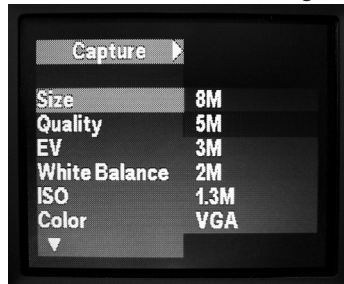 Capture
Size 8M
Quality 5M
EV 3M
White Balance 2M
ISO 1.3M
Color VGA